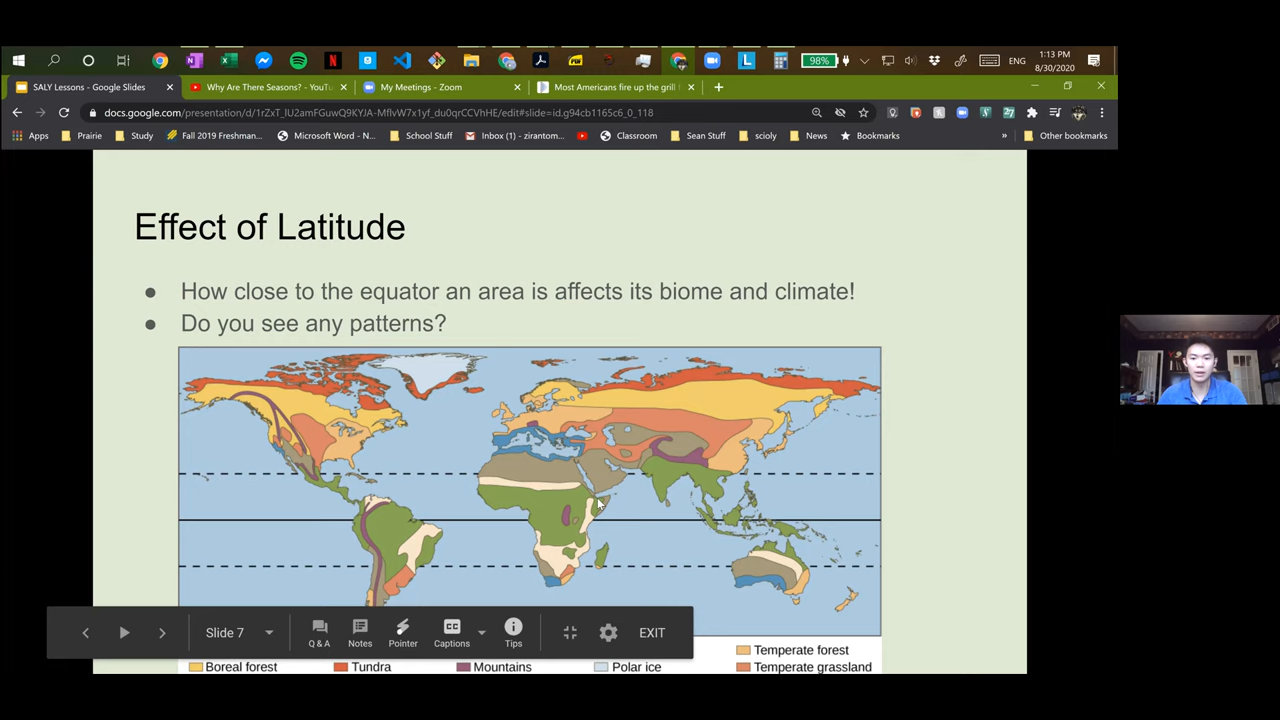 98%
ENG
1:13 PM
8/30/2020
SALY Lessons - Google Slides
Why Are There Seasons? - YouTu
My Meetings - Zoom
Most Americans fire up the grill
docs.google.com/presentation/d/1rZxT_lU2amFGuwQ9KYJA-MflvW7x1yf_du0qrCCVhHE/edit#slide=id.g94cb1165c6_0_118
Apps
Prairie
Study
Fall 2019 Freshman...
Microsoft Word - N...
School Stuff
Inbox (1) - zirantom...
Classroom
Sean Stuff
scioly
News
Bookmarks
»
Other bookmarks
Effect of Latitude
● How close to the equator an area is affects its biome and climate!
● Do you see any patterns?
Slide 7
Q & A
Notes
Pointer
CC
Captions
Tips
EXIT
Temperate forest
Boreal forest
Tundra
Mountains
Polar ice
Temperate grassland